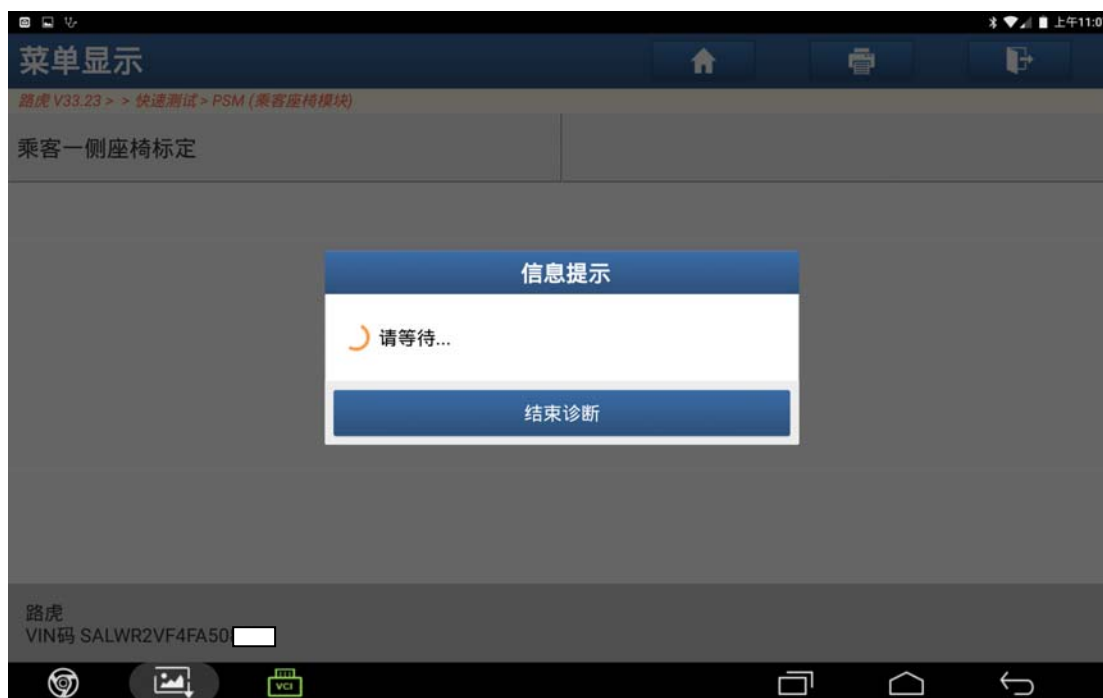 上午11:0
菜单显示
路虎 V33.23 > > 快速测试 > PSM (乘客座椅模块)
乘客一侧座椅标定
信息提示
请等待...
结束诊断
路虎
VIN码 SALWR2VF4FA50
VCI